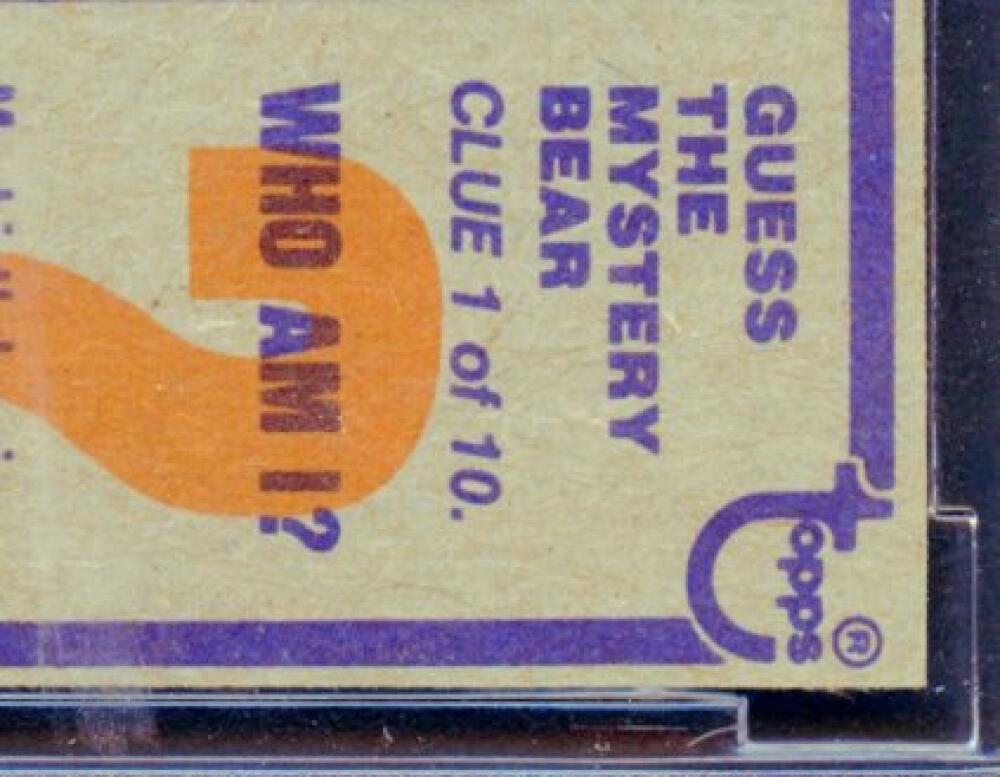 GUESS
THE
MYSTERY
BEAR
CLUE 1 of 10.
WHO AM I?
topps®